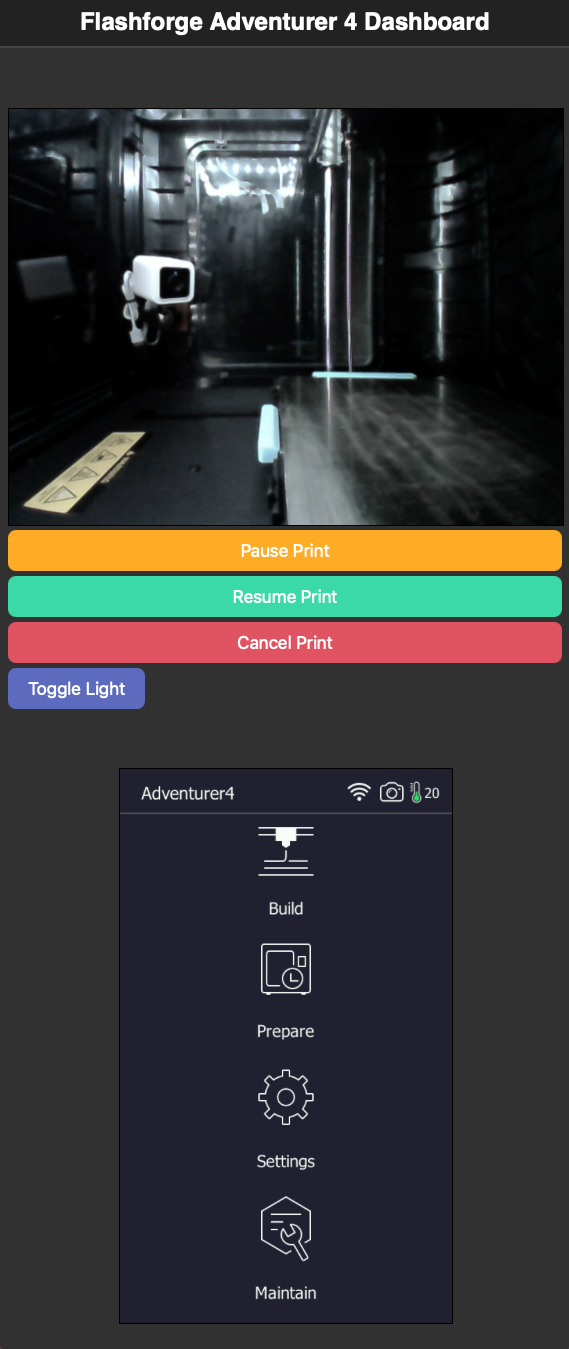 Flashforge Adventurer 4 Dashboard
Pause Print
Resume Print
Cancel Print
Toggle Light
Adventurer4
20
Build
Prepare
Settings
Maintain